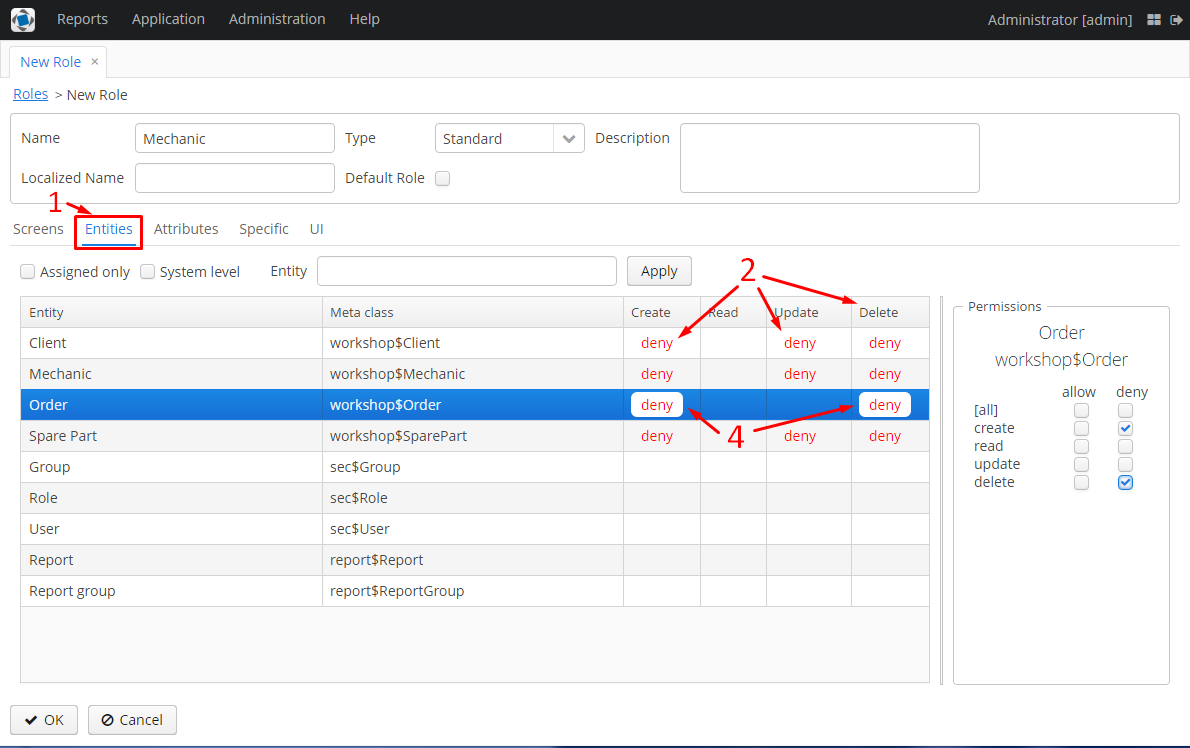 Reports Application Administration Help Administrator [admin]
New Role ×
Roles > New Role
Name Mechanic Type Standard Description
Localized Name Default Role
1
Screens Entities Attributes Specific UI
Assigned only System level Entity Apply 2
Entity Meta class Create Read Update Delete
Client workshop$Client deny deny deny
Mechanic workshop$Mechanic deny deny deny
Order workshop$Order deny deny
4
Spare Part workshop$SparePart deny deny deny
Group sec$Group
Role sec$Role
User sec$User
Report report$Report
Report group report$ReportGroup
Permissions
Order
workshop$Order
allow deny
[all]
create
read
update
delete
OK Cancel